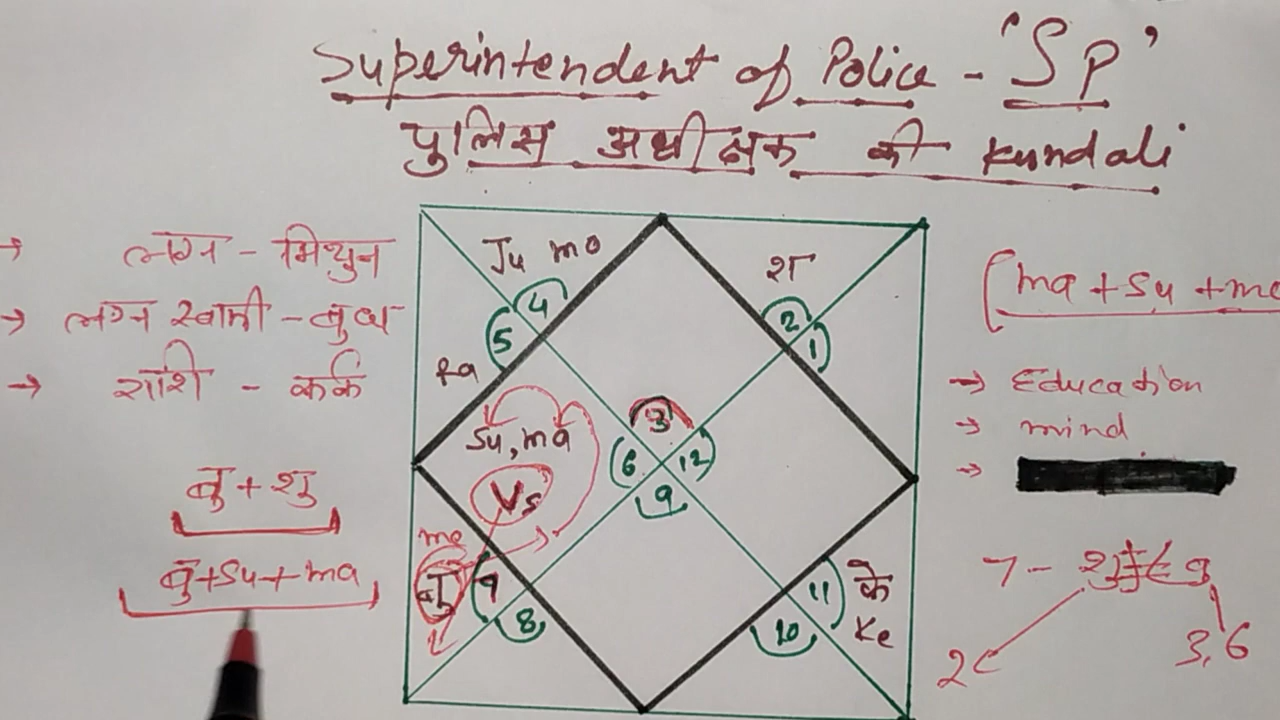 Superintendent of Police - 'SP'
पुलिस अधीक्षक की kundali
→ लग्न - मिथुन
→ लग्न स्वामी - बुध
→ राशि - कर्क
बु + शु
बु + Su + ma
Ju mo
4
5
Ra
श
2
1
Su, ma
3
6
12
9
Vs
me
बु
7
8
11
10
के
Ke
(ma + Su + me
→ Education
→ mind
→
7 -
2
3, 6